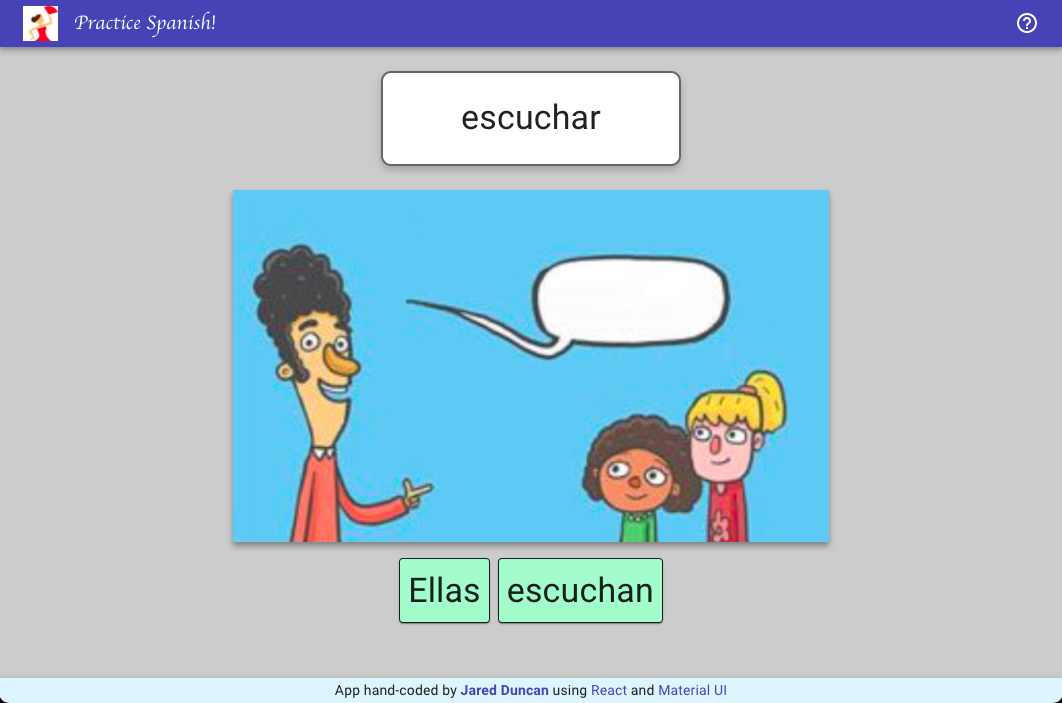 Practice Spanish!
escuchar
Ellas escuchan
App hand-coded by Jared Duncan using React and Material UI